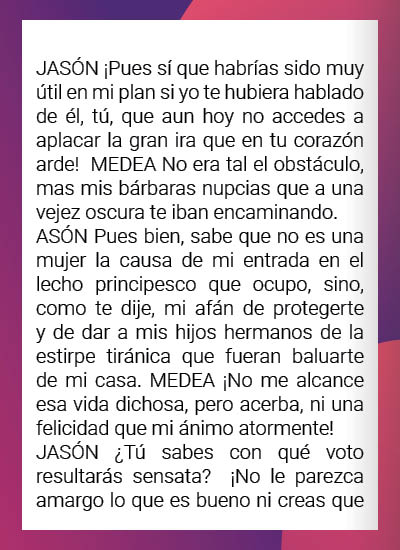 JASÓN ¡Pues sí que habrías sido muy
útil en mi plan si yo te hubiera hablado
de él, tú, que aun hoy no accedes a
aplacar la gran ira que en tu corazón
arde! MEDEA No era tal el obstáculo,
mas mis bárbaras nupcias que a una
vejez oscura te iban encaminando.
ASÓN Pues bien, sabe que no es una
mujer la causa de mi entrada en el
lecho principesco que ocupo, sino,
como te dije, mi afán de protegerte
y de dar a mis hijos hermanos de la
estirpe tiránica que fueran baluarte
de mi casa. MEDEA ¡No me alcance
esa vida dichosa, pero acerba, ni una
felicidad que mi ánimo atormente!
JASÓN ¿Tú sabes con qué voto
resultarás sensata? ¡No le parezca
amargo lo que es bueno ni creas que